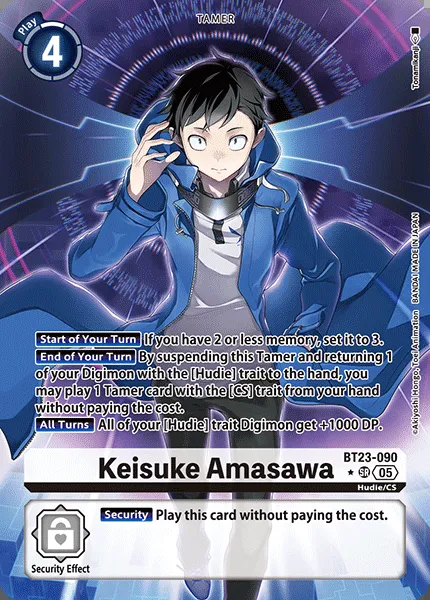 Play
TAMER
4
Tonamikanji
Start of Your Turn If you have 2 or less memory, set it to 3.
End of Your Turn By suspending this Tamer and returning 1
of your Digimon with the [Hudie] trait to the hand, you
may play 1 Tamer card with the [CS] trait from your hand
without paying the cost.
All Turns All of your [Hudie] trait Digimon get +1000 DP.
©Akiyoshi Hongo, Toei Animation BANDAI MADE IN JAPAN
Keisuke Amasawa
BT23-090
SR 05
Hudie/CS
Security Play this card without paying the cost.
Security Effect